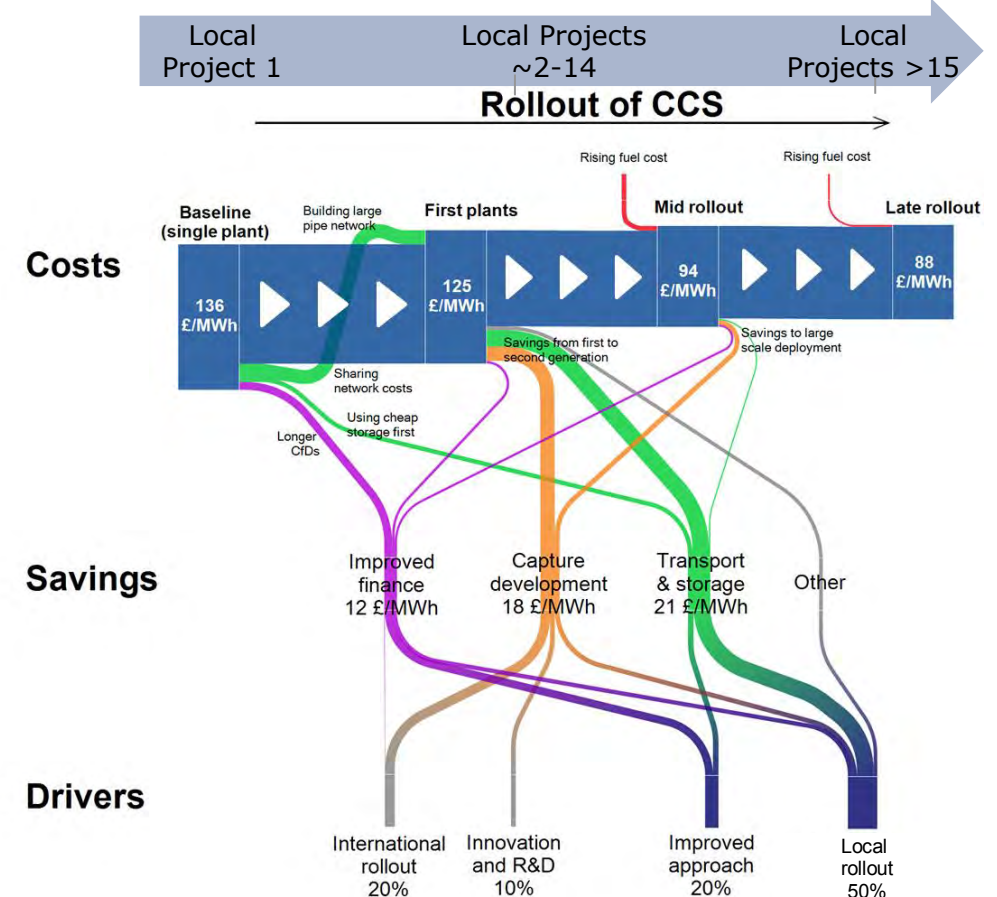 Local
Project 1
Local Projects
~2-14
Local
Projects >15
Rollout of CCS
Rising fuel cost
Rising fuel cost
Baseline
(single plant)
Building large
pipe network
First plants
Mid rollout
Late rollout
Costs
136
£/MWh
125
£/MWh
94
£/MWh
88
£/MWh
Sharing
network costs
Savings from first to
second generation
Savings to large
scale deployment
Using cheap
storage first
Longer
CfDs
Savings
Improved
finance
12 £/MWh
Capture
development
18 £/MWh
Transport
& storage
21 £/MWh
Other
Drivers
International
rollout
20%
Innovation
and R&D
10%
Improved
approach
20%
Local
rollout
50%